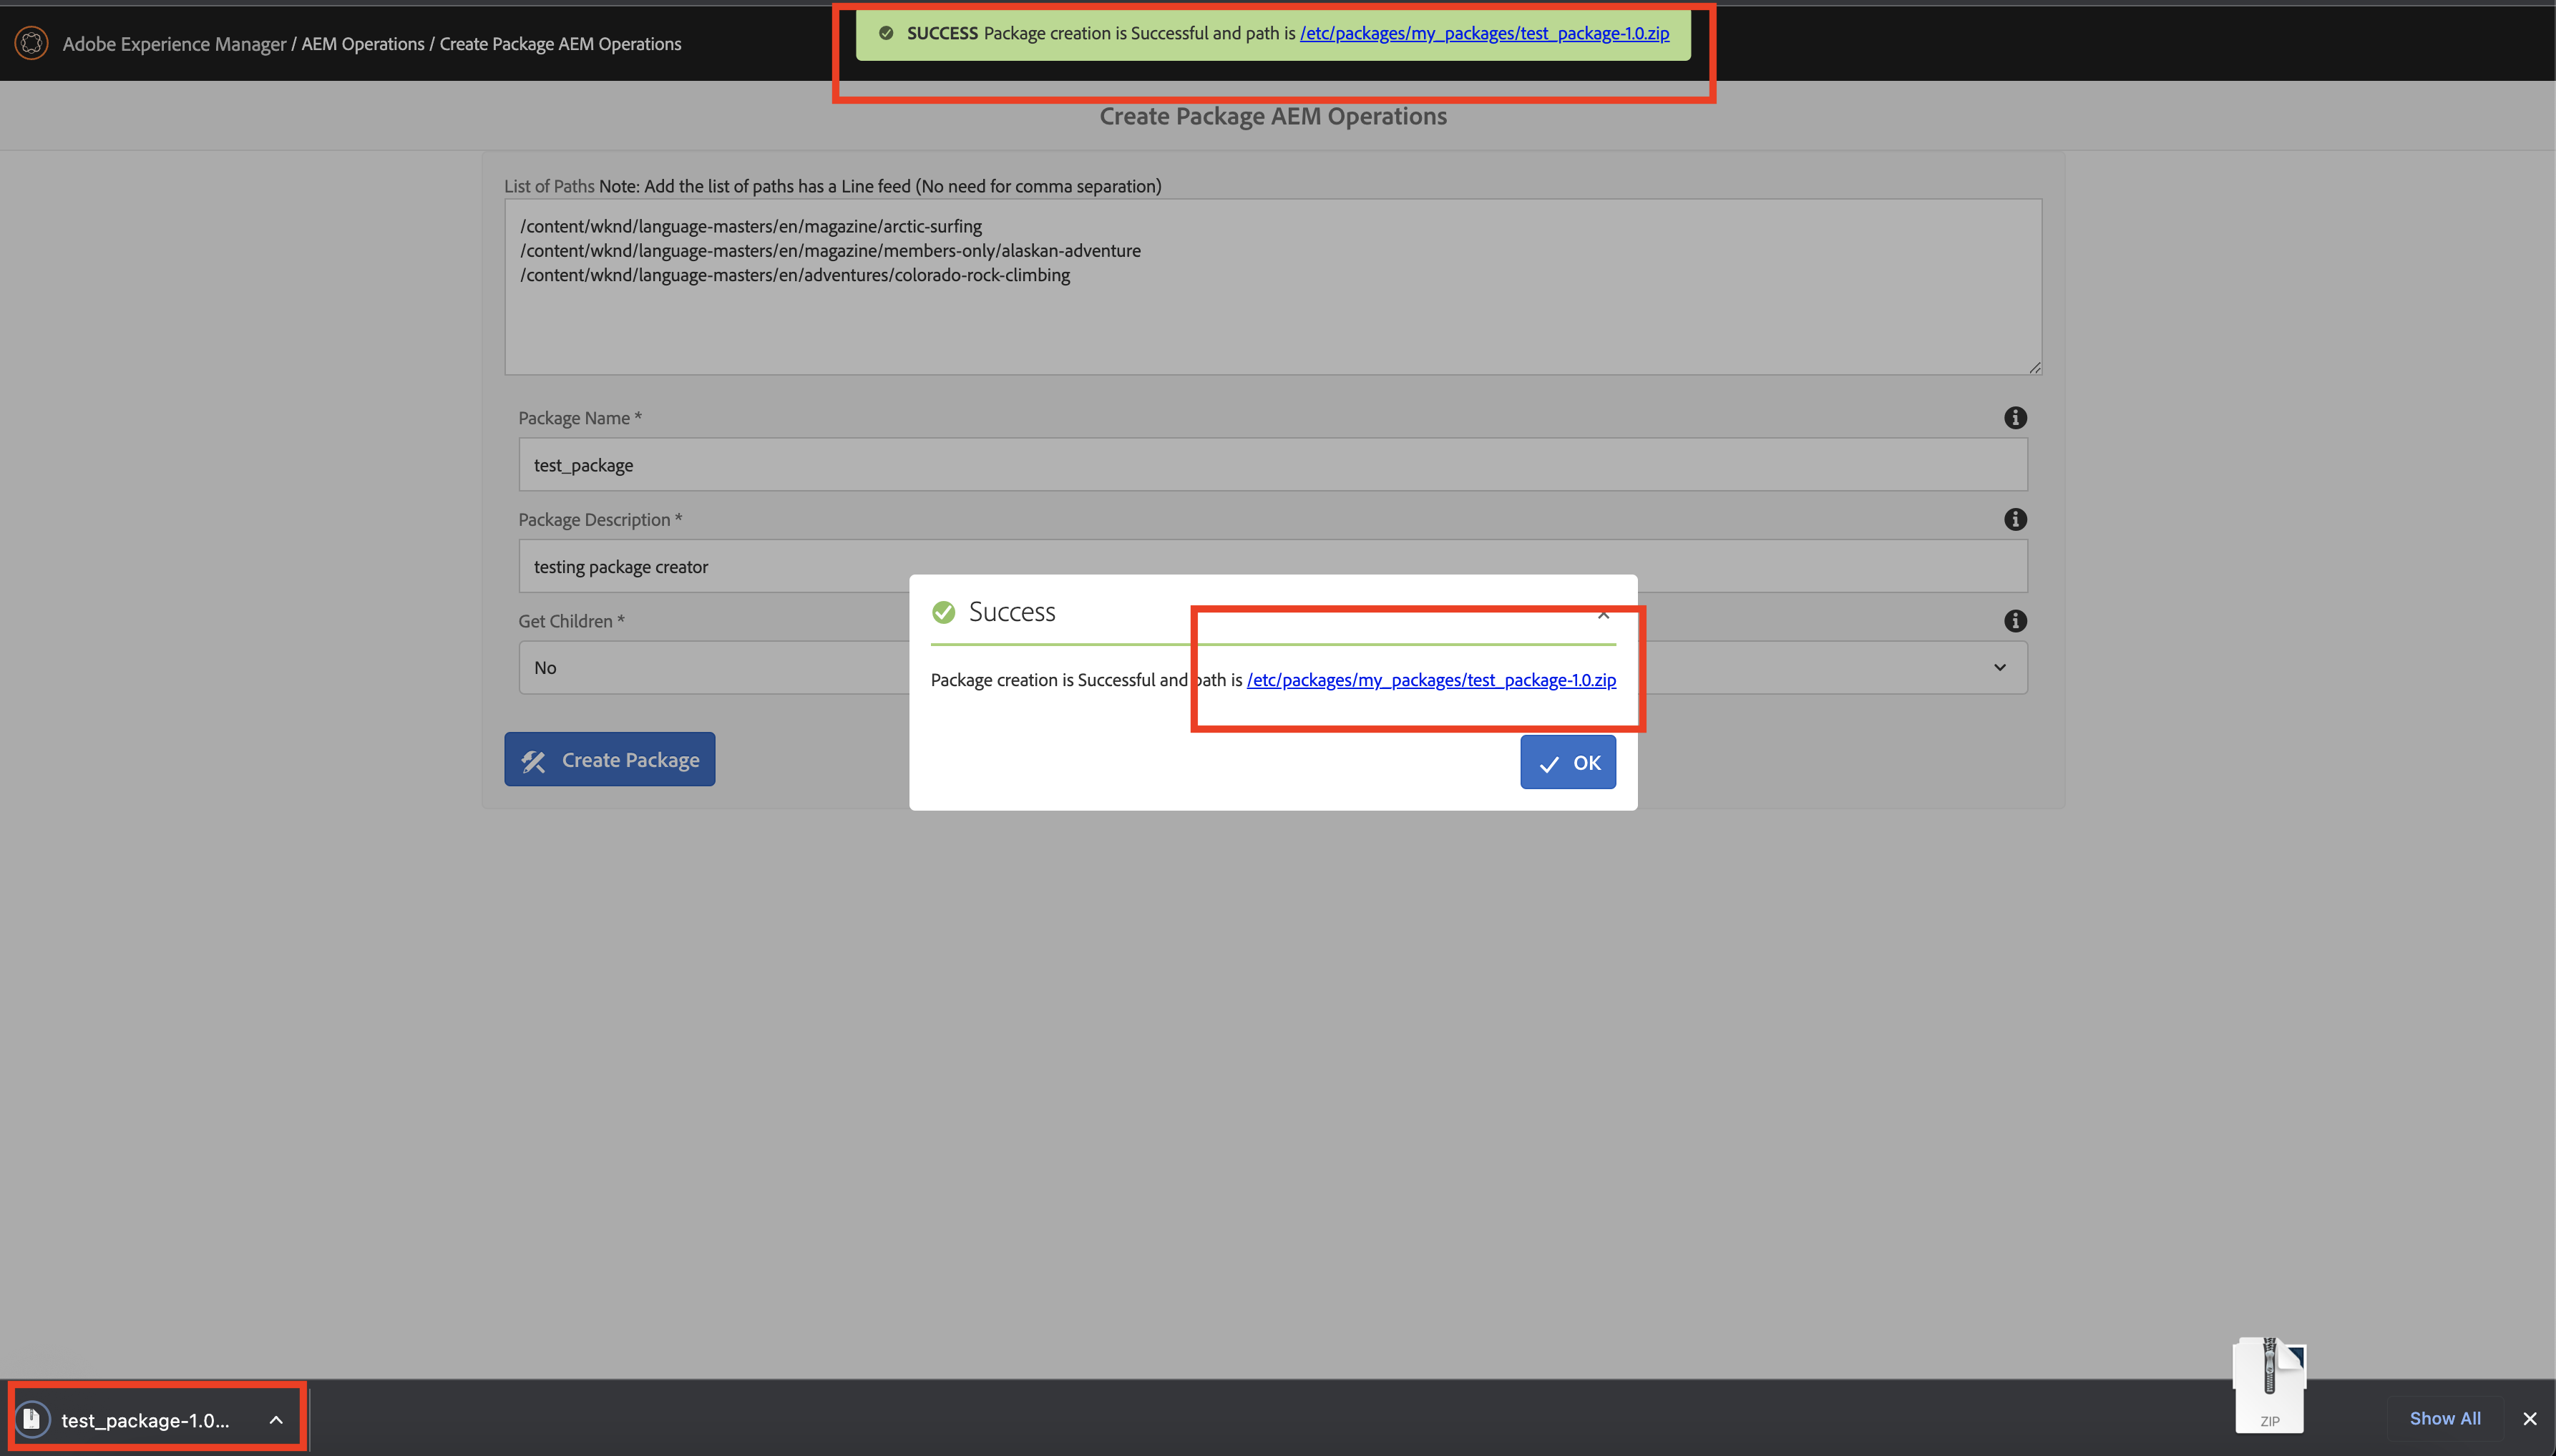 SUCCESS Package creation is Successful and path is /etc/packages/my_packages/test_package-1.0.zip
Adobe Experience Manager / AEM Operations / Create Package AEM Operations
Create Package AEM Operations
List of Paths Note: Add the list of paths has a Line feed (No need for comma separation)
/content/wknd/language-masters/en/magazine/arctic-surfing
/content/wknd/language-masters/en/magazine/members-only/alaskan-adventure
/content/wknd/language-masters/en/adventures/colorado-rock-climbing
Package Name *
test_package
Package Description *
testing package creator
Get Children *
No
Success
Package creation is Successful and path is /etc/packages/my_packages/test_package-1.0.zip
OK
Create Package
test_package-1.0...
ZIP
Show All